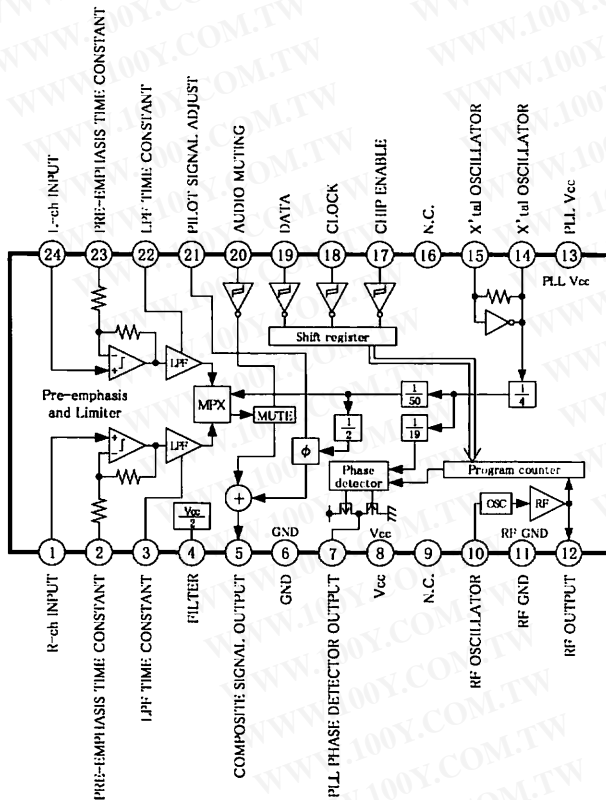 L-ch INPUT
PRE-EMPHASIS TIME CONSTANT
LPF TIME CONSTANT
PILOT SIGNAL ADJUST
AUDIO MUTING
DATA
CLOCK
CHIP ENABLE
N.C.
X'tal OSCILLATOR
X'tal OSCILLATOR
PLL Vcc
24
23
22
21
20
19
18
17
16
15
14
13
PLL Vcc
Shift register
LPF
Pre-emphasis
and Limiter
MPX
MUTE
1
50
1
4
1
2
1
19
LPF
ϕ
Phase
detector
Program counter
Vcc
2
+
OSC
RF
GND
Vcc
RF GND
1
2
3
4
5
6
7
8
9
10
11
12
R-ch INPUT
PRE-EMPHASIS TIME CONSTANT
LPF TIME CONSTANT
FILTER
COMPOSITE SIGNAL OUTPUT
GND
PLL PHASE DETECTOR OUTPUT
Vcc
N.C.
RF OSCILLATOR
RF GND
RF OUTPUT
WWW.100Y.COM.TW